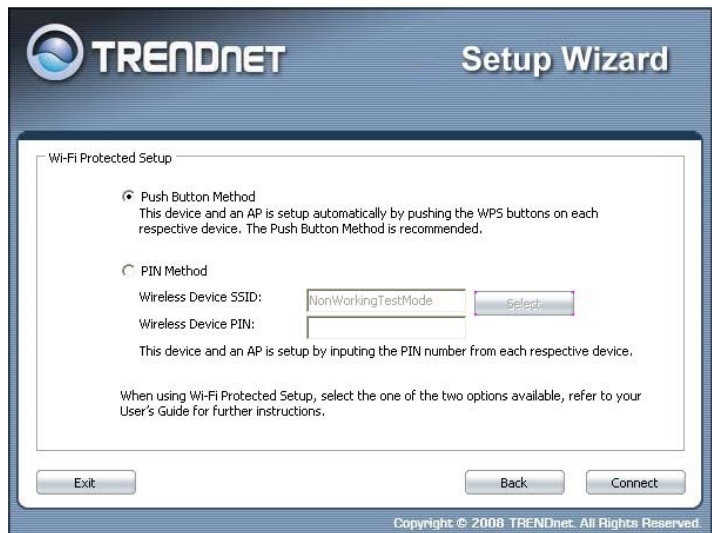 TRENDNET
Setup Wizard
Wi-Fi Protected Setup
Push Button Method
This device and an AP is setup automatically by pushing the WPS buttons on each
respective device. The Push Button Method is recommended.
PIN Method
Wireless Device SSID:
NonWorkingTestMode
Select
Wireless Device PIN:
This device and an AP is setup by inputing the PIN number from each respective device.
When using Wi-Fi Protected Setup, select the one of the two options available, refer to your
User's Guide for further instructions.
Exit
Back
Connect
Copyright © 2008 TRENDnet. All Rights Reserved.